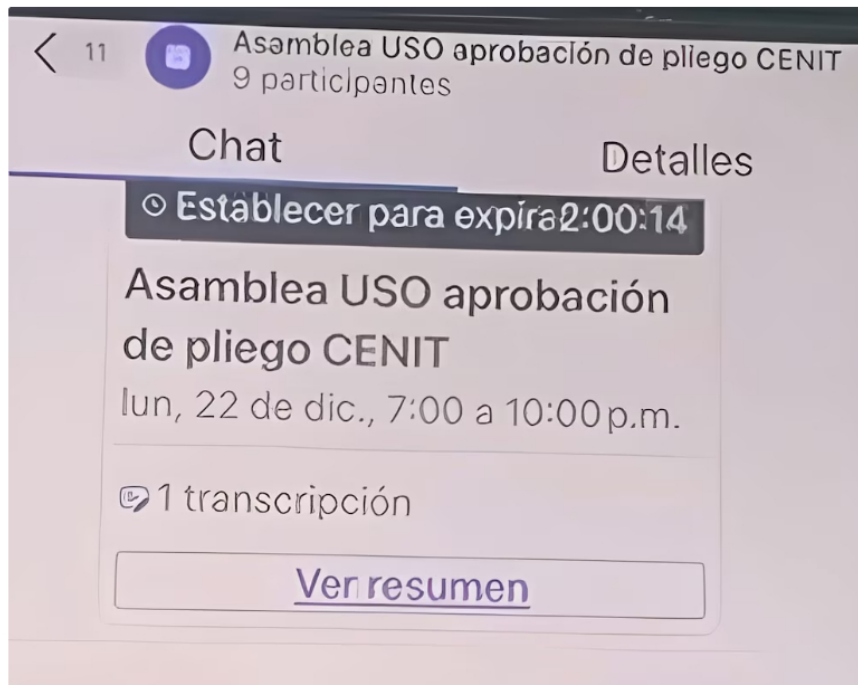 11
Asamblea USO aprobación de pliego CENIT
9 participantes
Chat
Detalles
Establecer para expira2:00:14
Asamblea USO aprobación
de pliego CENIT
lun, 22 de dic., 7:00 a 10:00 p.m.
1 transcripción
Ver resumen